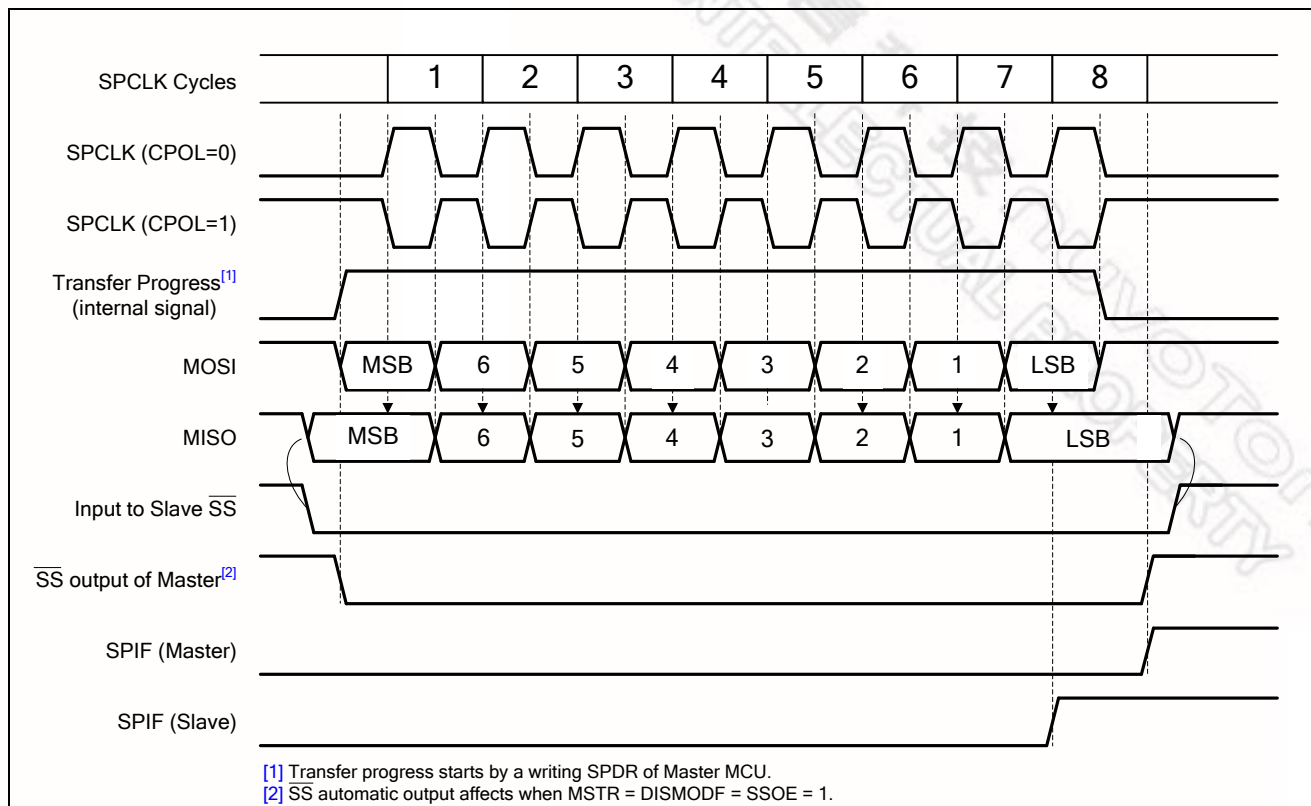 SPCLK Cycles 1 2 3 4 5 6 7 8
SPCLK (CPOL=0)
SPCLK (CPOL=1)
Transfer Progress[1]
(internal signal)
MOSI MSB 6 5 4 3 2 1 LSB
MISO MSB 6 5 4 3 2 1 LSB
Input to Slave SS
SS output of Master[2]
SPIF (Master)
SPIF (Slave)
[1] Transfer progress starts by a writing SPDR of Master MCU.
[2] SS automatic output affects when MSTR = DISMODF = SSOE = 1.